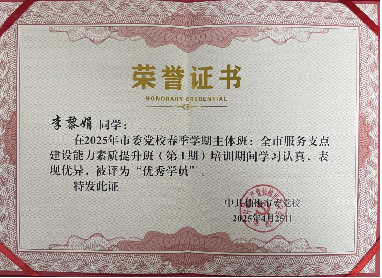 荣誉证书
HONORARY CREDENTIAL
李黎娟 同学：
在2025年市委党校春季学期主体班：全市服务支点
建设能力素质提升班（第1期）培训期间学习认真，表
现优异，被评为“优秀学员”。
特发此证
市委党校
2025年4月25日